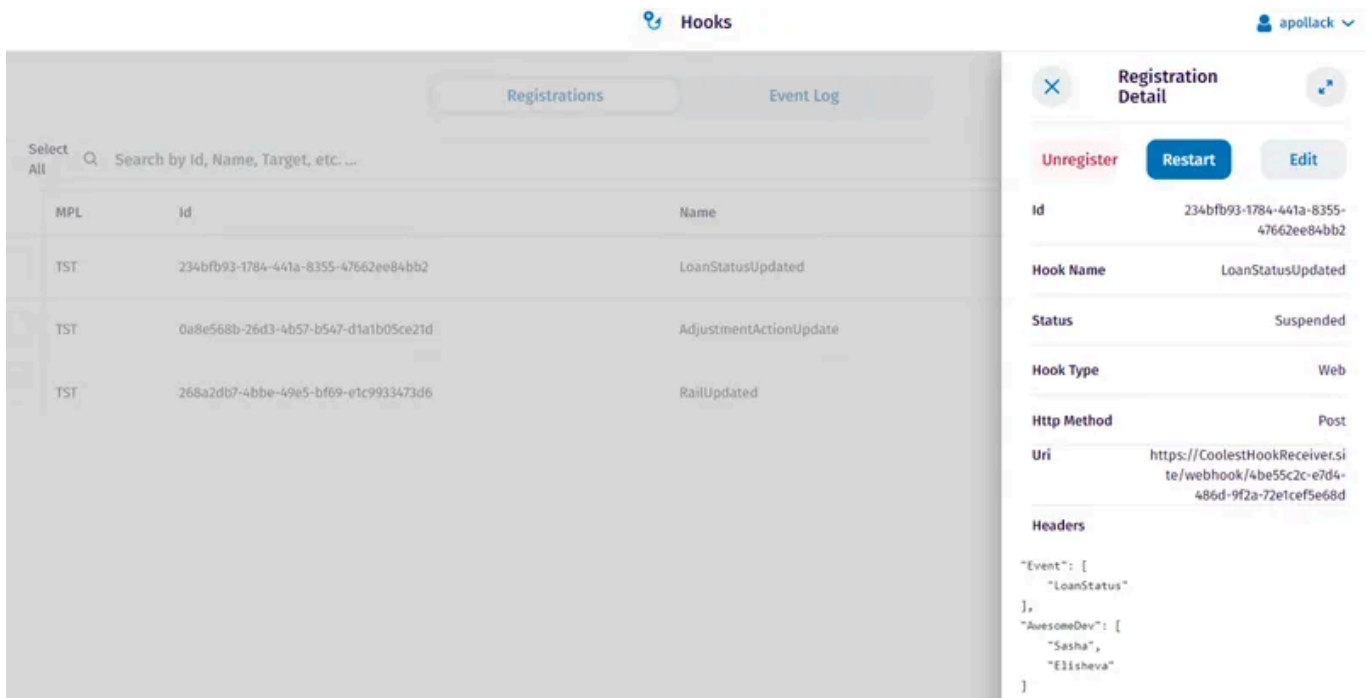 Hooks
apollack
Registrations
Event Log
Select
All
Search by Id, Name, Target, etc. ...
MPL Id Name
TST 234bfb93-1784-441a-8355-47662ee84bb2 LoanStatusUpdated
TST 0a8e568b-26d3-4b57-b547-d1a1b05ce21d AdjustmentActionUpdate
TST 268a2db7-4bbe-49e5-bf69-e1c9933473d6 RailUpdated
Registration
Detail
Unregister Restart Edit
Id 234bfb93-1784-441a-8355-
47662ee84bb2
Hook Name LoanStatusUpdated
Status Suspended
Hook Type Web
Http Method Post
Uri https://CoolestHookReceiver.si
te/webhook/4be55c2c-e7d4-
486d-9f2a-72e1cef5e68d
Headers
"Event": [
"LoanStatus"
],
"AwesomeDev": [
"Sasha",
"Elisheva"
]